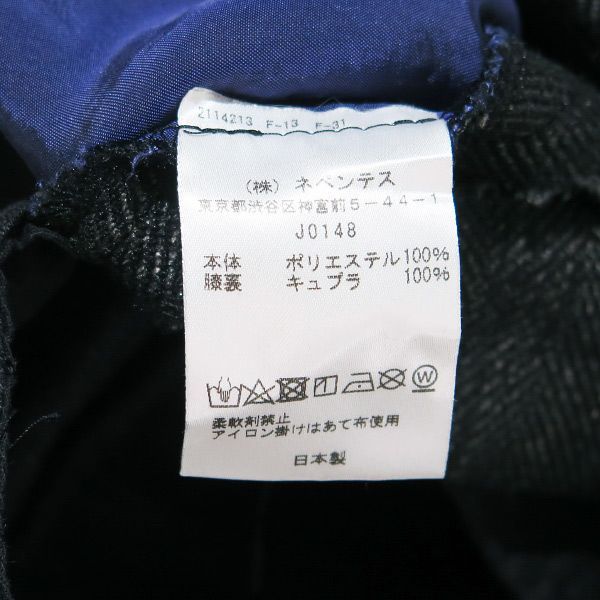 2114213 F-13 F-31
(株) ネペンテス
東京都渋谷区神宮前5-44-1
J0148
本体 ポリエステル100%
膝裏 キュプラ 100%
W
柔軟剤禁止
アイロン掛けはあて布使用
日本製